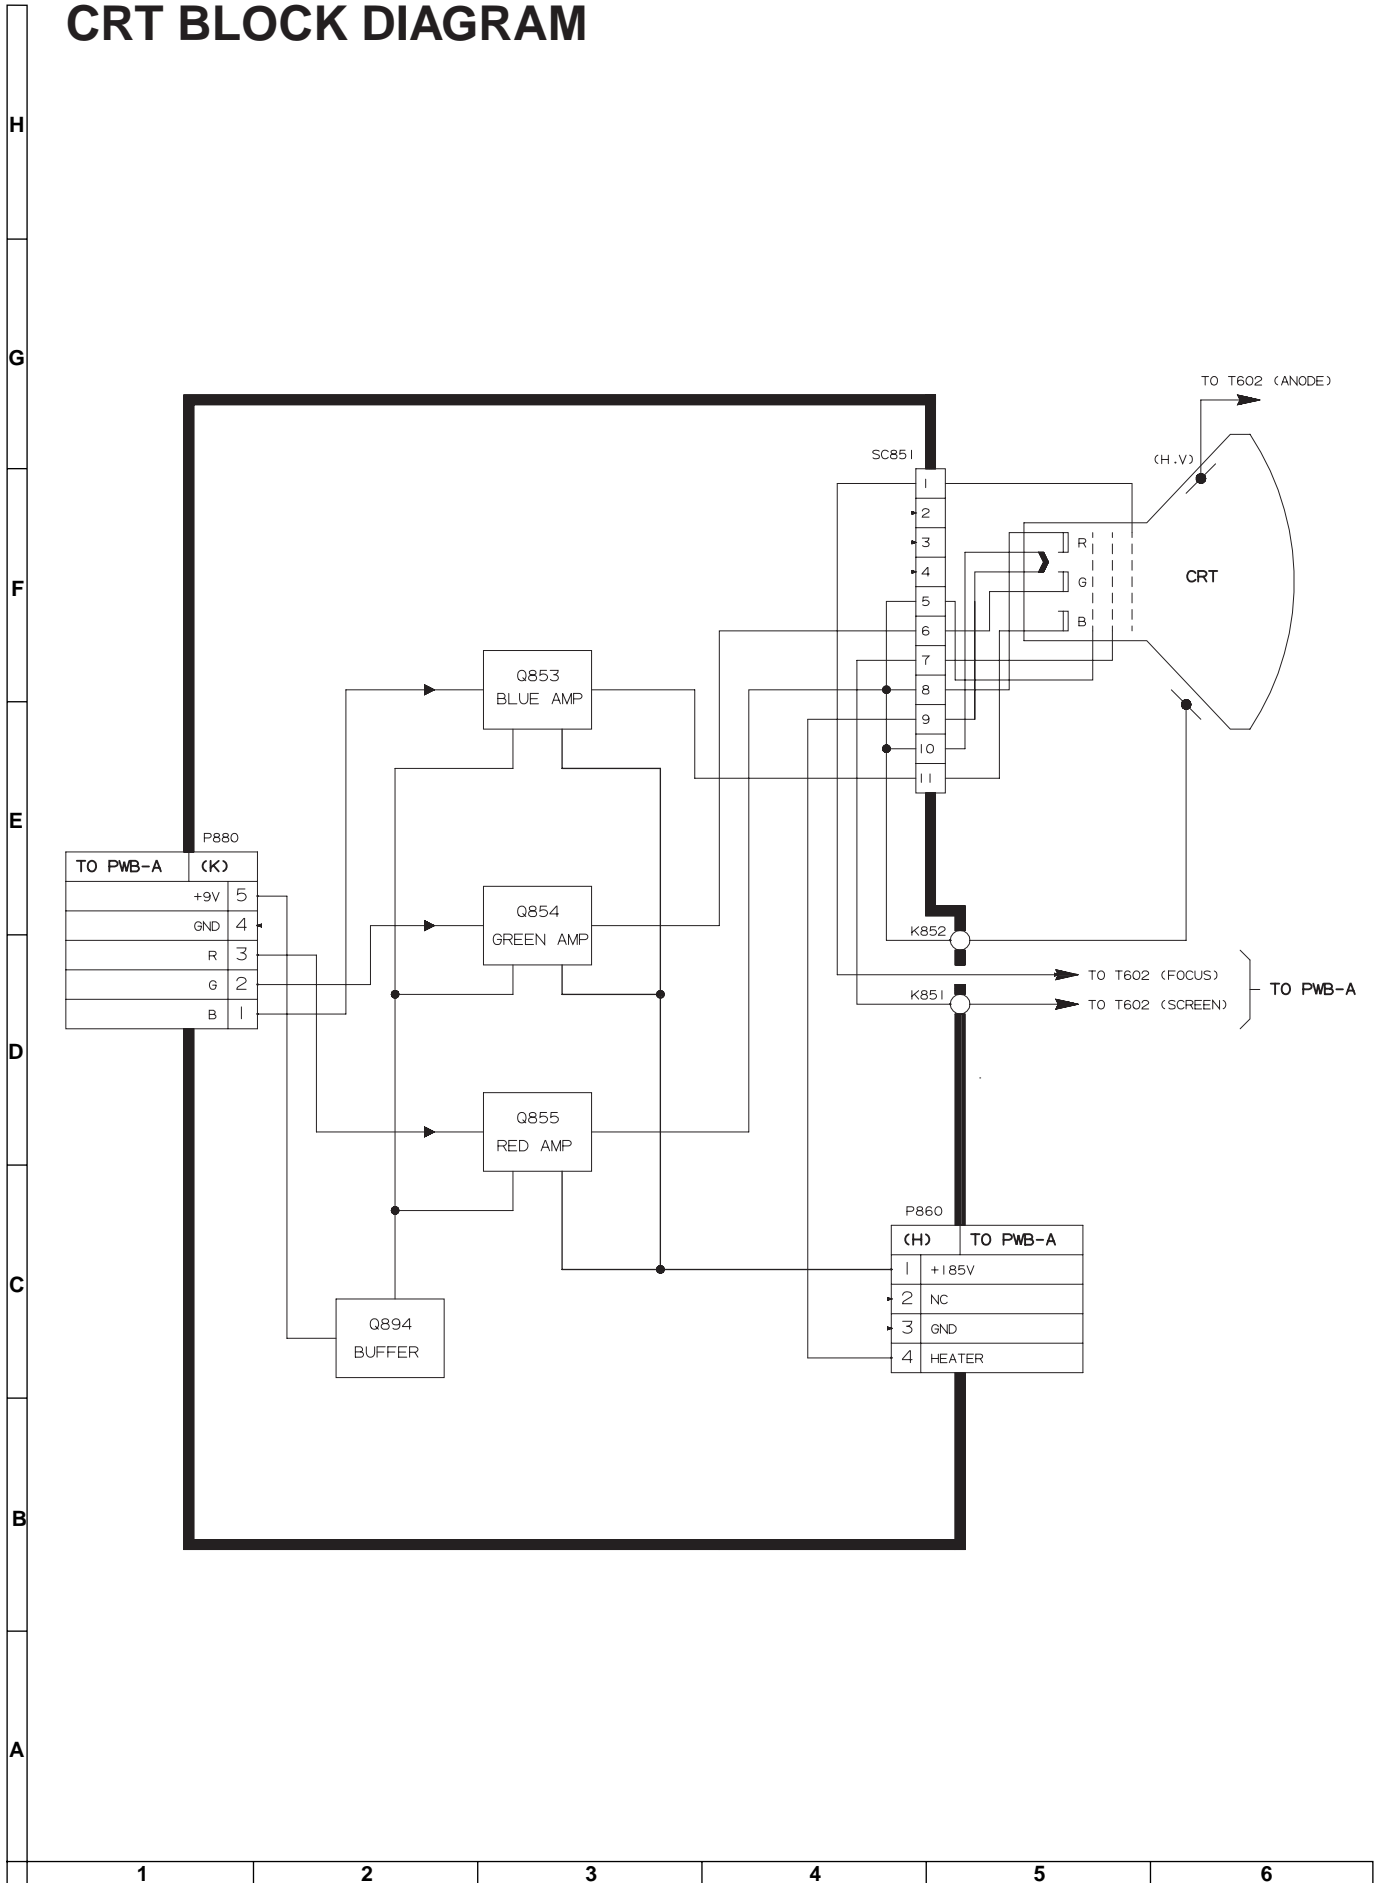 CRT BLOCK DIAGRAM
H
G
TO T602 (ANODE)
SC851
(H.V)
1
2
3
R
4
F
G
CRT
5
B
6
7
Q853
BLUE AMP
8
9
10
11
E
P880
TO PWB-A (K)
+9V 5
GND 4
R 3
G 2
B 1
Q854
GREEN AMP
K852
TO T602 (FOCUS)
TO PWB-A
K851
TO T602 (SCREEN)
D
Q855
RED AMP
P860
(H) TO PWB-A
1 +185V
2 NC
3 GND
4 HEATER
C
Q894
BUFFER
B
A
1 2 3 4 5 6